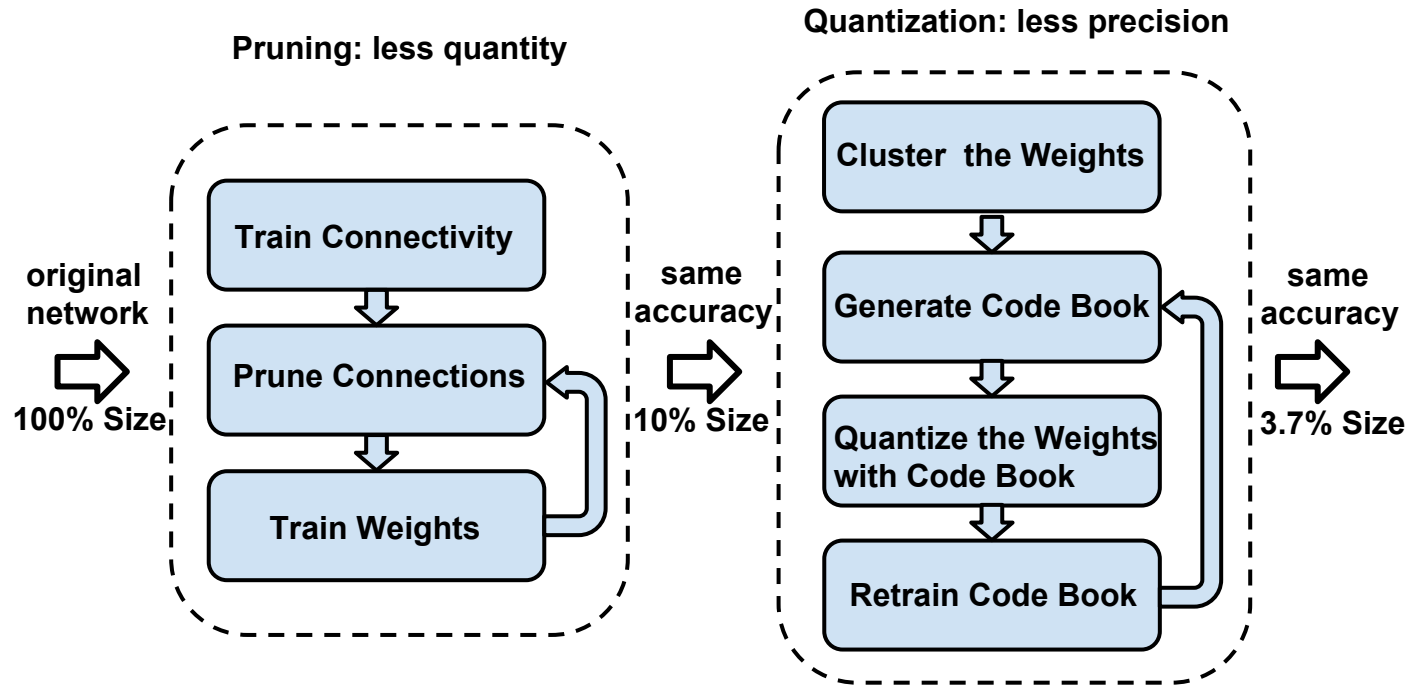 Pruning: less quantity
Quantization: less precision
original
network
100% Size
Train Connectivity
Prune Connections
Train Weights
same
accuracy
10% Size
Cluster the Weights
Generate Code Book
Quantize the Weights
with Code Book
Retrain Code Book
same
accuracy
3.7% Size